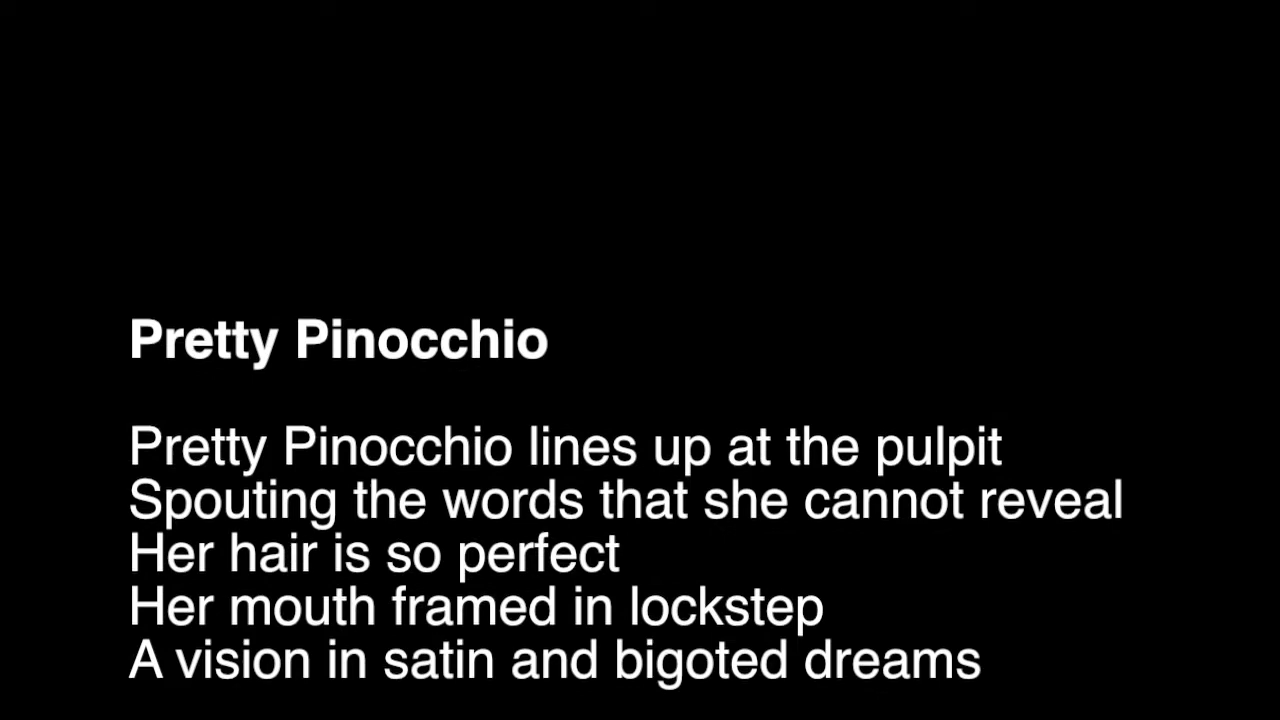 Pretty Pinocchio
Pretty Pinocchio lines up at the pulpit
Spouting the words that she cannot reveal
Her hair is so perfect
Her mouth framed in lockstep
A vision in satin and bigoted dreams